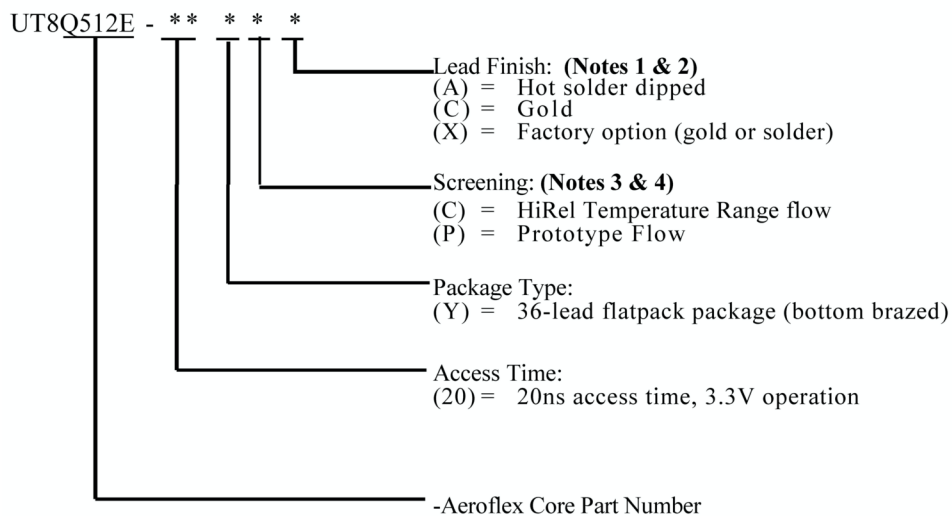 UT8Q512E - ** * * *
Lead Finish: (Notes 1 & 2)
(A) = Hot solder dipped
(C) = Gold
(X) = Factory option (gold or solder)
Screening: (Notes 3 & 4)
(C) = HiRel Temperature Range flow
(P) = Prototype Flow
Package Type:
(Y) = 36-lead flatpack package (bottom brazed)
Access Time:
(20) = 20ns access time, 3.3V operation
-Aeroflex Core Part Number